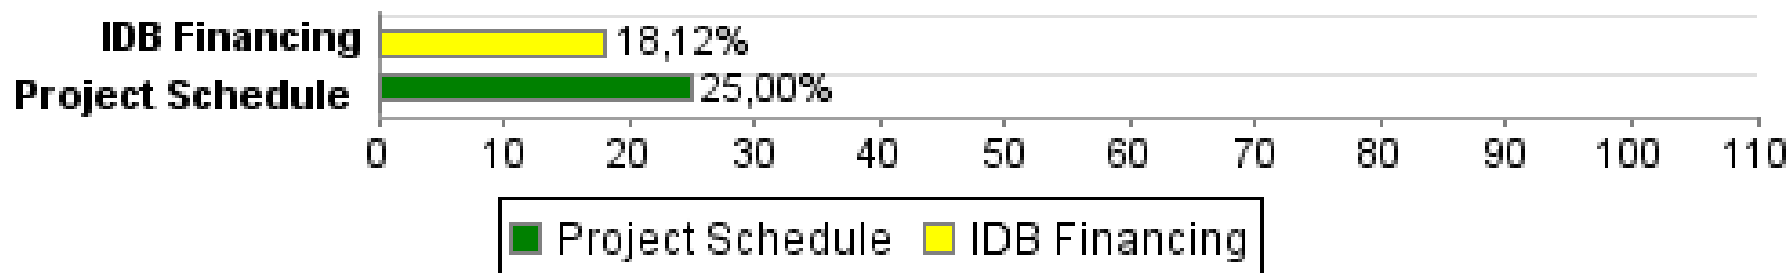 IDB Financing 18,12%
Project Schedule 25,00%
0 10 20 30 40 50 60 70 80 90 100 110
Project Schedule IDB Financing